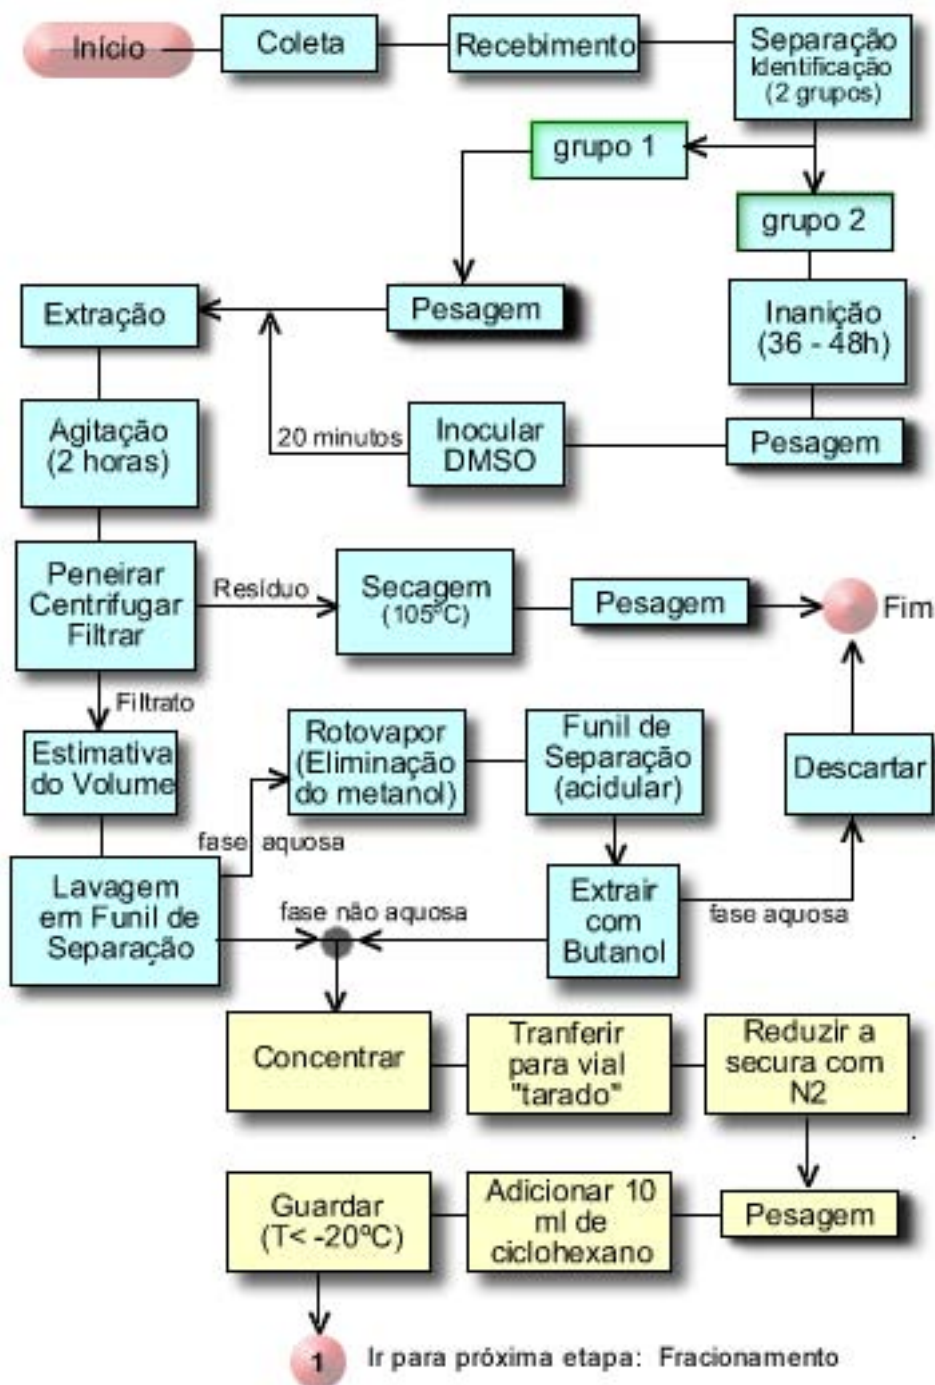 Início
Coleta
Recebimento
Separação
Identificação
(2 grupos)
grupo 1
grupo 2
Extração
Pesagem
Inanição
(36 - 48h)
Agitação
(2 horas)
20 minutos
Inocular
DMSO
Pesagem
Peneirar
Centrifugar
Filtrar
Resíduo
Secagem
(105ºC)
Pesagem
Fim
Filtrato
Estimativa
do Volume
Rotovapor
(Eliminação
do metanol)
Funil de
Separação
(acidular)
Descartar
fase aquosa
Lavagem
em Funil de
Separação
fase não aquosa
Extrair
com
Butanol
fase aquosa
Concentrar
Tranferir
para vial
"tarado"
Reduzir a
secura com
N2
Guardar
(T< -20ºC)
Adicionar 10
ml de
ciclohexano
Pesagem
1
Ir para próxima etapa: Fracionamento